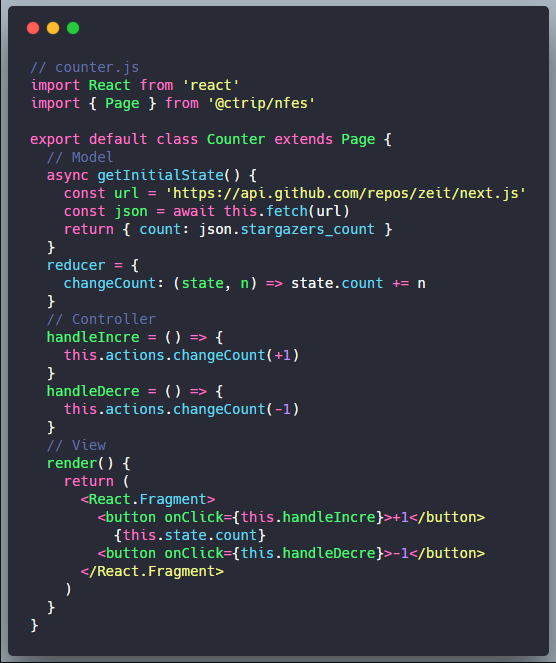 // counter.js
import React from 'react'
import { Page } from '@ctrip/nfes'
export default class Counter extends Page {
// Model
async getInitialState() {
const url = 'https://api.github.com/repos/zeit/next.js'
const json = await this.fetch(url)
return { count: json.stargazers_count }
}
reducer = {
changeCount: (state, n) => state.count += n
}
// Controller
handleIncre = () => {
this.actions.changeCount(+1)
}
handleDecre = () => {
this.actions.changeCount(-1)
}
// View
render() {
return (
<React.Fragment>
<button onClick={this.handleIncre}>+1</button>
{this.state.count}
<button onClick={this.handleDecre}>-1</button>
</React.Fragment>
)
}
}